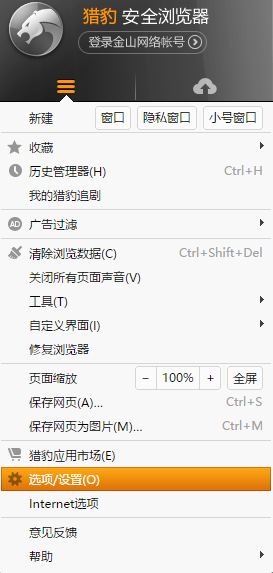 猎豹 安全浏览器
登录金山网络帐号
新建 窗口 隐私窗口 小号窗口
收藏
历史管理器(H) Ctrl+H
我的猎豹追剧
AD 广告过滤
清除浏览数据(C) Ctrl+Shift+Del
关闭所有页面声音(V)
工具(T)
自定义界面(I)
修复浏览器
页面缩放 − 100% + 全屏
保存网页(A)... Ctrl+S
保存网页为图片(M)... Ctrl+M
猎豹应用市场(E)
选项/设置(O)
Internet选项
意见反馈
帮助